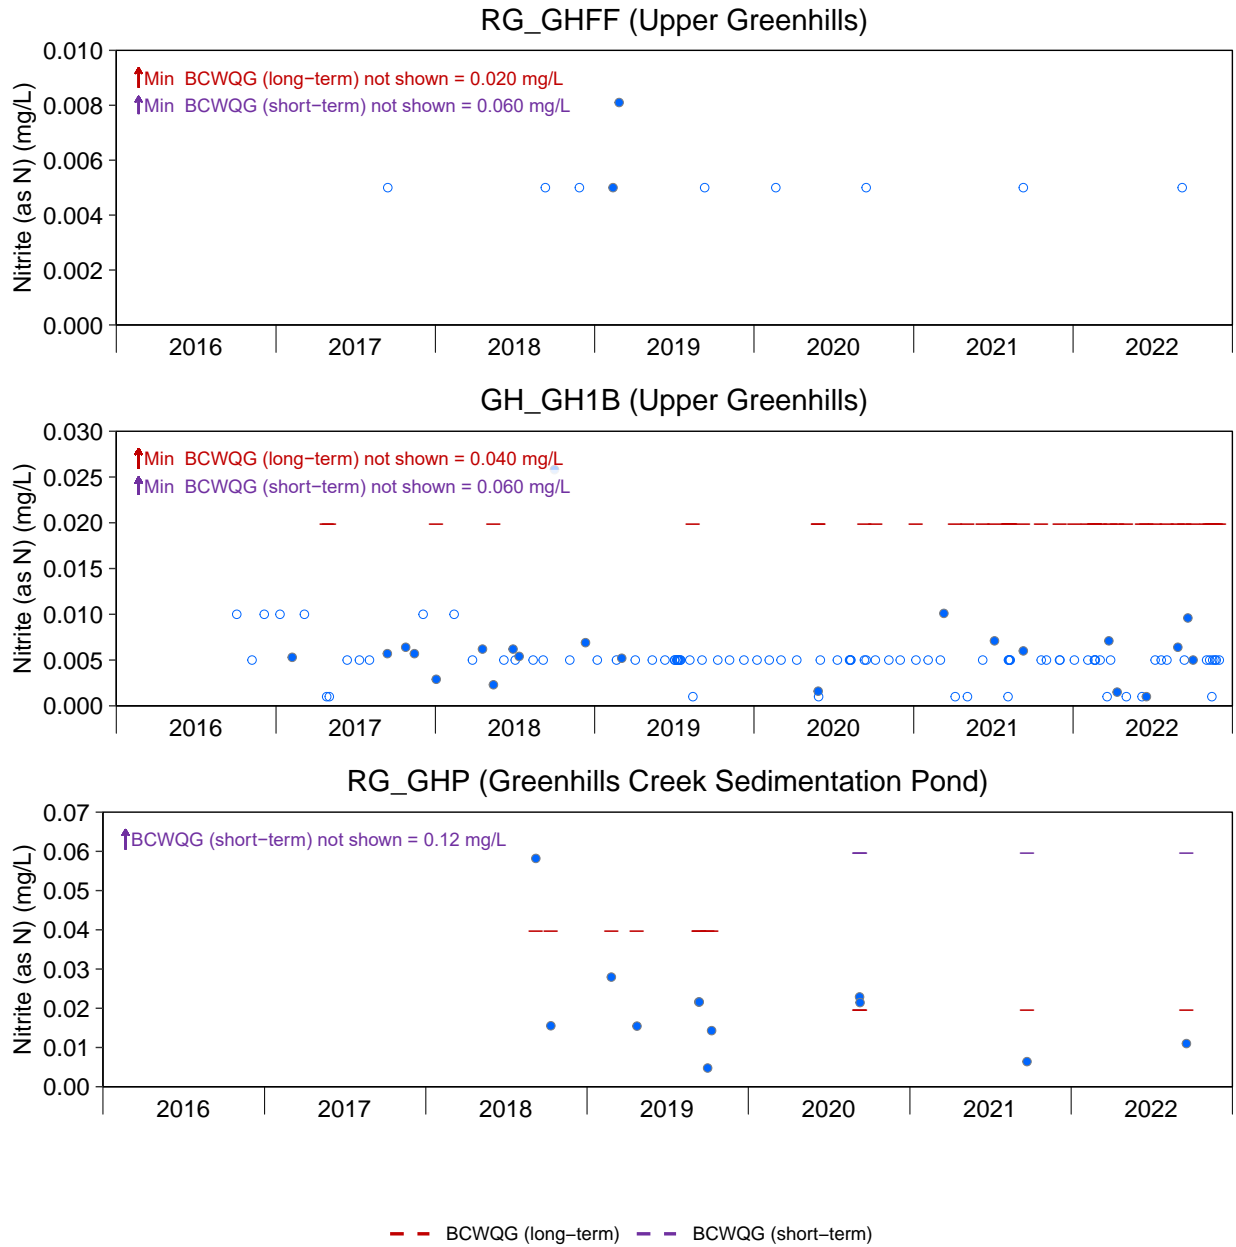 RG_GHFF (Upper Greenhills)
Nitrite (as N) (mg/L)
0.010
0.008
0.006
0.004
0.002
0.000
↑Min BCWQG (long−term) not shown = 0.020 mg/L
↑Min BCWQG (short−term) not shown = 0.060 mg/L
2016 2017 2018 2019 2020 2021 2022
GH_GH1B (Upper Greenhills)
Nitrite (as N) (mg/L)
0.030
0.025
0.020
0.015
0.010
0.005
0.000
↑Min BCWQG (long−term) not shown = 0.040 mg/L
↑Min BCWQG (short−term) not shown = 0.060 mg/L
2016 2017 2018 2019 2020 2021 2022
RG_GHP (Greenhills Creek Sedimentation Pond)
Nitrite (as N) (mg/L)
0.07
0.06
0.05
0.04
0.03
0.02
0.01
0.00
↑BCWQG (short−term) not shown = 0.12 mg/L
2016 2017 2018 2019 2020 2021 2022
BCWQG (long−term) BCWQG (short−term)